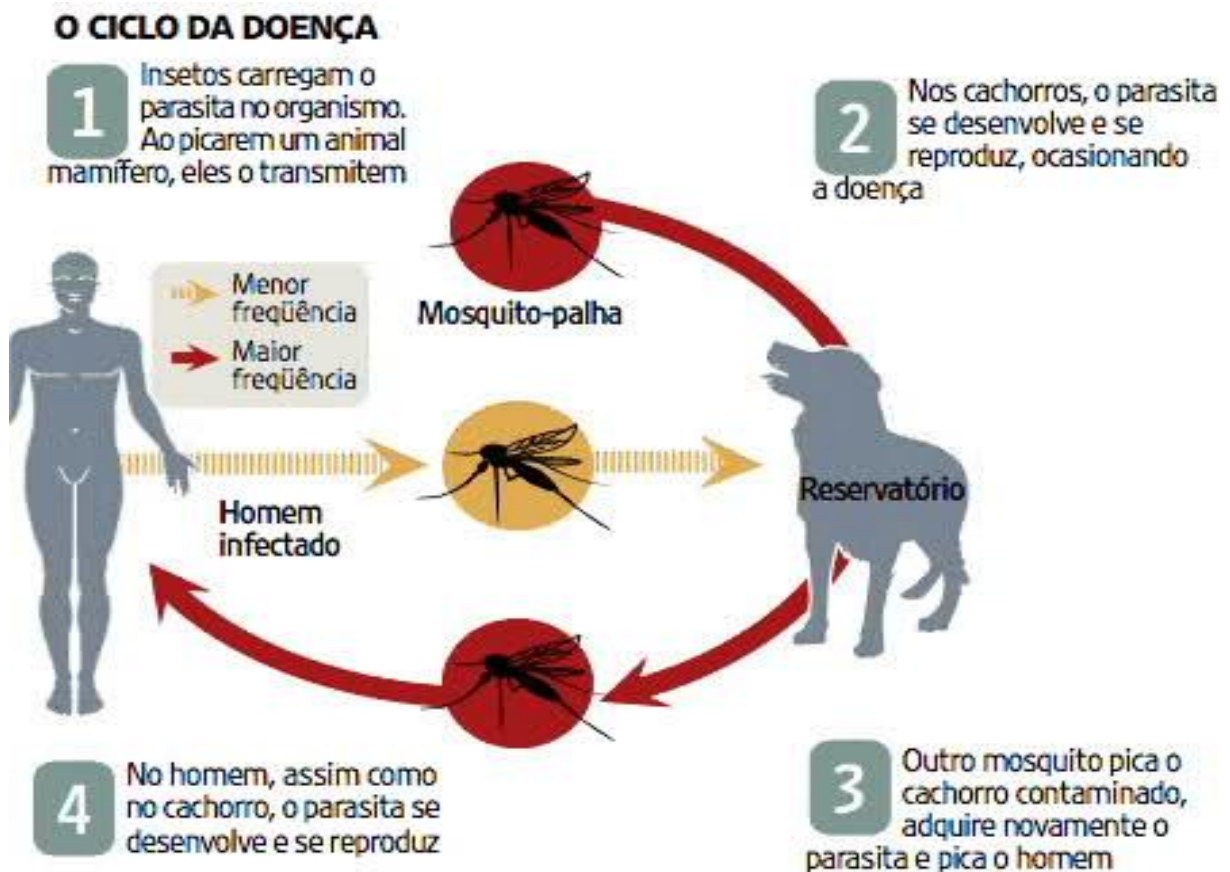 O CICLO DA DOENÇA
1
Insetos carregam o
parasita no organismo.
Ao picarem um animal
mamífero, eles o transmitem
2
Nos cachorros, o parasita
se desenvolve e se
reproduz, ocasionando
a doença
Menor
freqüência
Maior
freqüência
Mosquito-palha
Homem
infectado
Reservatório
3
Outro mosquito pica o
cachorro contaminado,
adquire novamente o
parasita e pica o homem
4
No homem, assim como
no cachorro, o parasita se
desenvolve e se reproduz